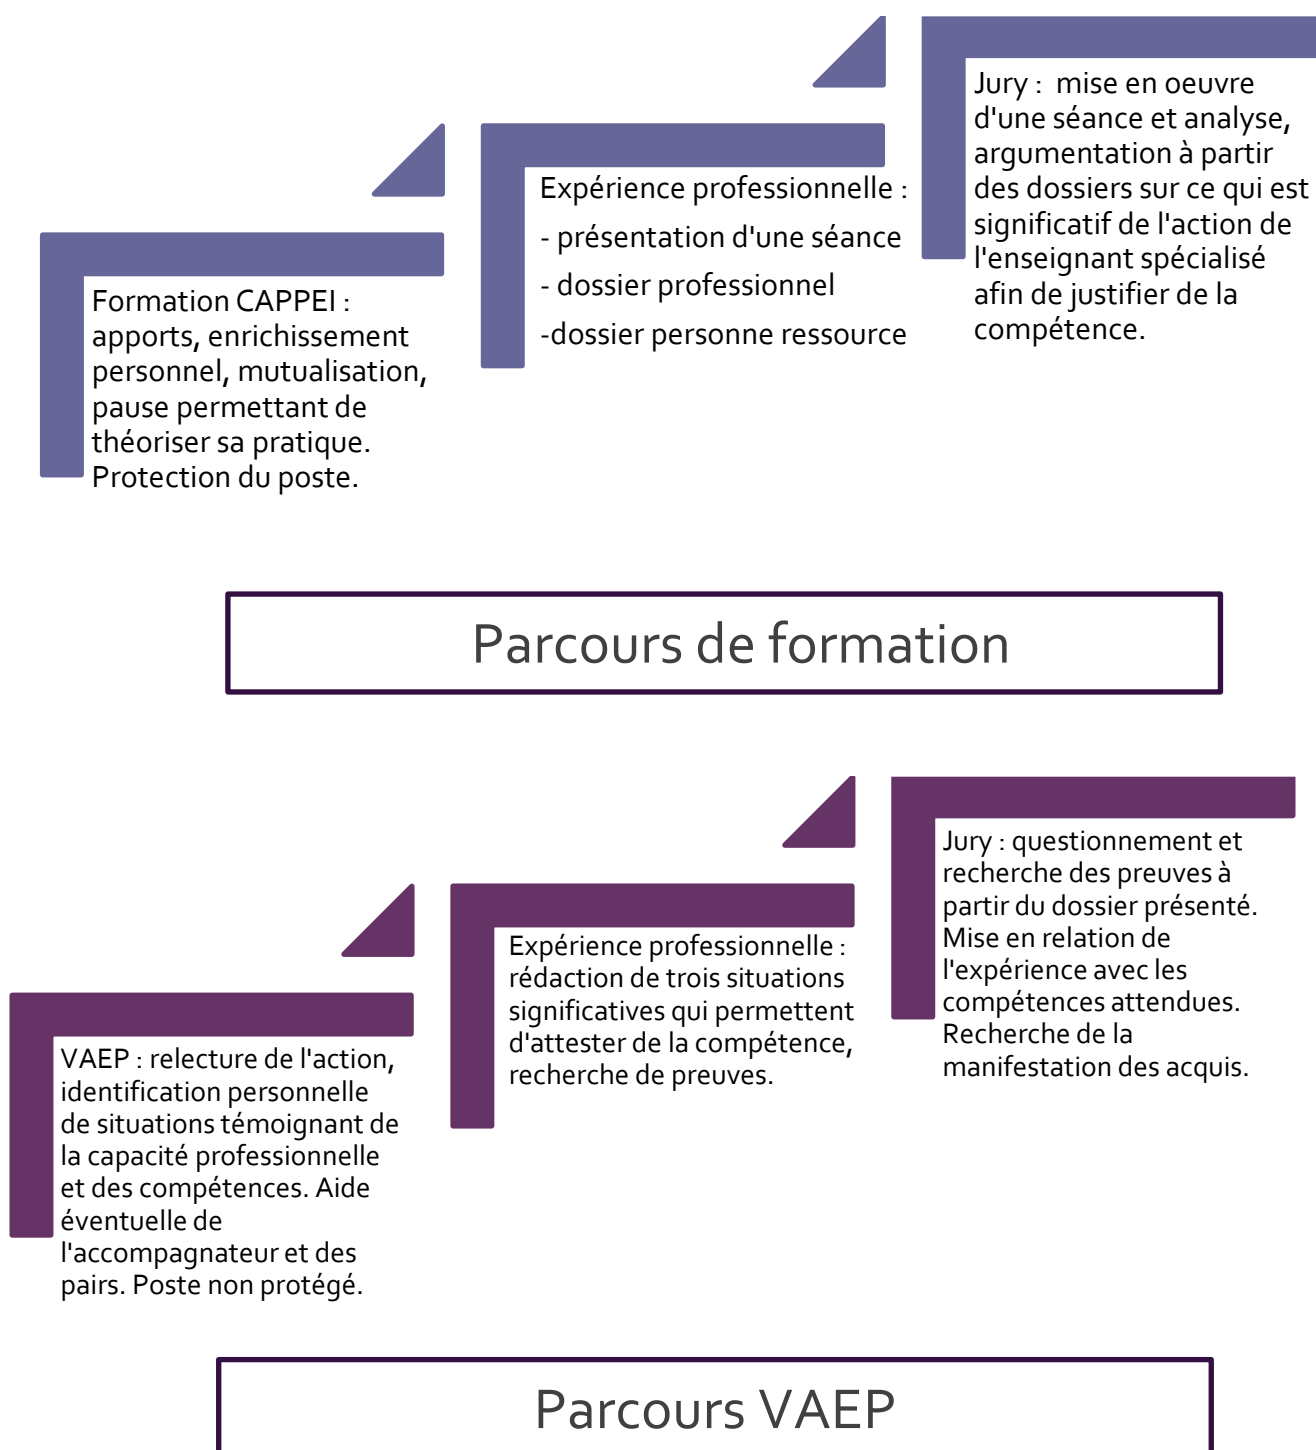 Formation CAPPEI :
apports, enrichissement
personnel, mutualisation,
pause permettant de
théoriser sa pratique.
Protection du poste.
Expérience professionnelle :
- présentation d'une séance
- dossier professionnel
-dossier personne ressource
Jury :  mise en oeuvre
d'une séance et analyse,
argumentation à partir
des dossiers sur ce qui est
significatif de l'action de
l'enseignant spécialisé
afin de justifier de la
compétence.
Parcours de formation
VAEP : relecture de l'action,
identification personnelle
de situations témoignant de
la capacité professionnelle
et des compétences. Aide
éventuelle de
l'accompagnateur et des
pairs. Poste non protégé.
Expérience professionnelle :
rédaction de trois situations
significatives qui permettent
d'attester de la compétence,
recherche de preuves.
Jury : questionnement et
recherche des preuves à
partir du dossier présenté.
Mise en relation de
l'expérience avec les
compétences attendues.
Recherche de la
manifestation des acquis.
Parcours VAEP